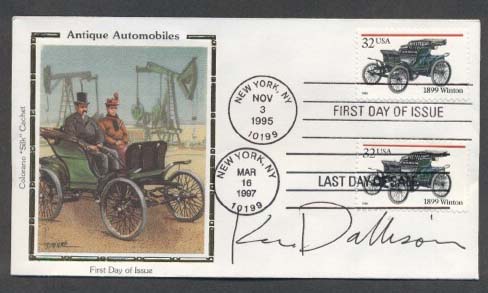 Antique Automobiles
Colorano "Silk" Cachet
First Day of Issue
NEW YORK, NY
NOV
3
1995
10199
FIRST DAY OF ISSUE
32 USA
1899 Winton
NEW YORK, NY
MAR
16
1997
10199
LAST DAY OF SALE
32 USA
1899 Winton
Ken Dallison